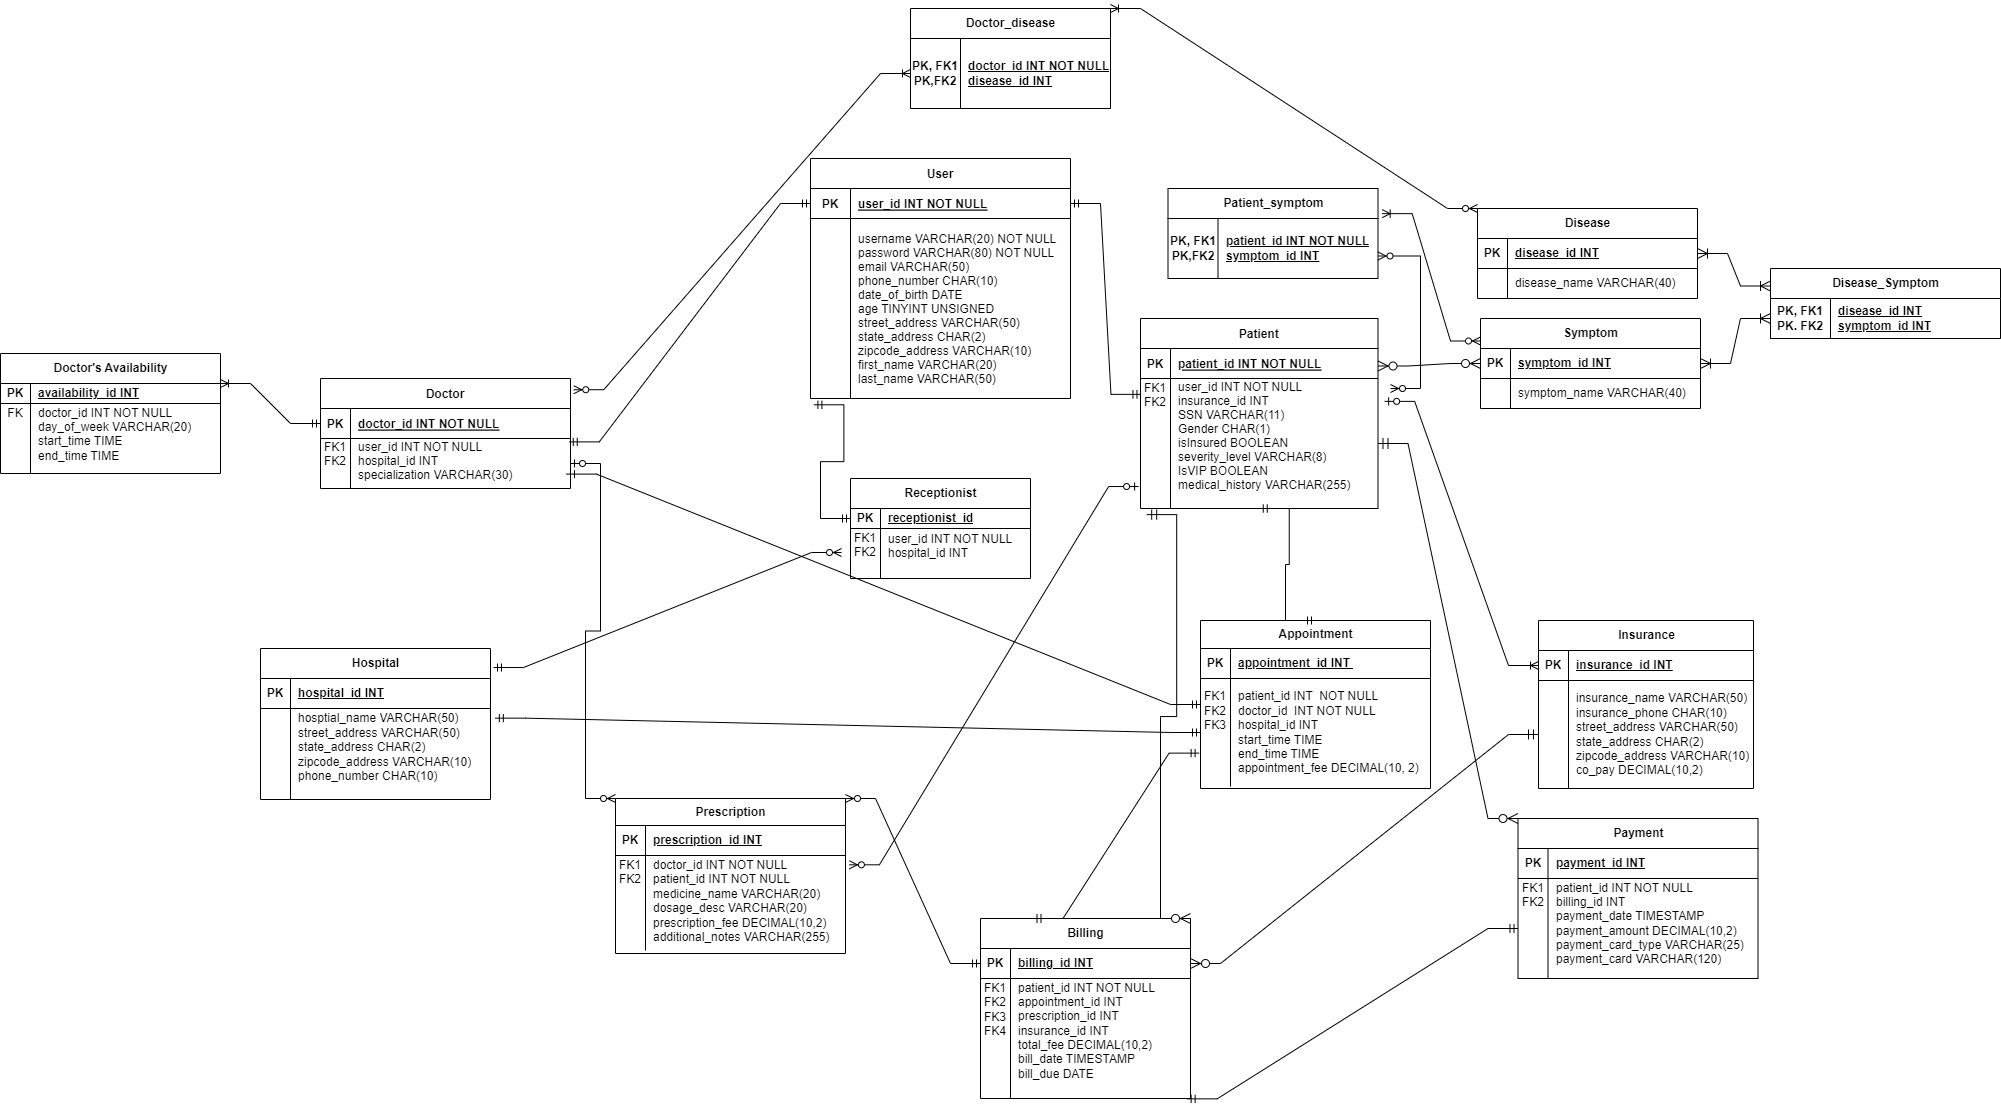 Doctor_disease
PK, FK1 doctor_id INT NOT NULL
PK,FK2 disease_id INT
User
PK user_id INT NOT NULL
username VARCHAR(20) NOT NULL
password VARCHAR(80) NOT NULL
email VARCHAR(50)
phone_number CHAR(10)
date_of_birth DATE
age TINYINT UNSIGNED
street_address VARCHAR(50)
state_address CHAR(2)
zipcode_address VARCHAR(10)
first_name VARCHAR(20)
last_name VARCHAR(50)
Patient_symptom
PK, FK1 patient_id INT NOT NULL
PK,FK2 symptom_id INT
Disease
PK disease_id INT
disease_name VARCHAR(40)
Disease_Symptom
PK, FK1 disease_id INT
PK. FK2 symptom_id INT
Symptom
PK symptom_id INT
symptom_name VARCHAR(40)
Patient
PK patient_id INT NOT NULL
FK1 user_id INT NOT NULL
FK2 insurance_id INT
SSN VARCHAR(11)
Gender CHAR(1)
isInsured BOOLEAN
severity_level VARCHAR(8)
IsVIP BOOLEAN
medical_history VARCHAR(255)
Doctor's Availability
PK availability_id INT
FK doctor_id INT NOT NULL
day_of_week VARCHAR(20)
start_time TIME
end_time TIME
Doctor
PK doctor_id INT NOT NULL
FK1 user_id INT NOT NULL
FK2 hospital_id INT
specialization VARCHAR(30)
Receptionist
PK receptionist_id
FK1 user_id INT NOT NULL
FK2 hospital_id INT
Hospital
PK hospital_id INT
hosptial_name VARCHAR(50)
street_address VARCHAR(50)
state_address CHAR(2)
zipcode_address VARCHAR(10)
phone_number CHAR(10)
Appointment
PK appointment_id INT
FK1 patient_id INT NOT NULL
FK2 doctor_id INT NOT NULL
FK3 hospital_id INT
start_time TIME
end_time TIME
appointment_fee DECIMAL(10, 2)
Insurance
PK insurance_id INT
insurance_name VARCHAR(50)
insurance_phone CHAR(10)
street_address VARCHAR(50)
state_address CHAR(2)
zipcode_address VARCHAR(10)
co_pay DECIMAL(10,2)
Prescription
PK prescription_id INT
FK1 doctor_id INT NOT NULL
FK2 patient_id INT NOT NULL
medicine_name VARCHAR(20)
dosage_desc VARCHAR(20)
prescription_fee DECIMAL(10,2)
additional_notes VARCHAR(255)
Payment
PK payment_id INT
FK1 patient_id INT NOT NULL
FK2 billing_id INT
payment_date TIMESTAMP
payment_amount DECIMAL(10,2)
payment_card_type VARCHAR(25)
payment_card VARCHAR(120)
Billing
PK billing_id INT
FK1 patient_id INT NOT NULL
FK2 appointment_id INT
FK3 prescription_id INT
FK4 insurance_id INT
total_fee DECIMAL(10,2)
bill_date TIMESTAMP
bill_due DATE